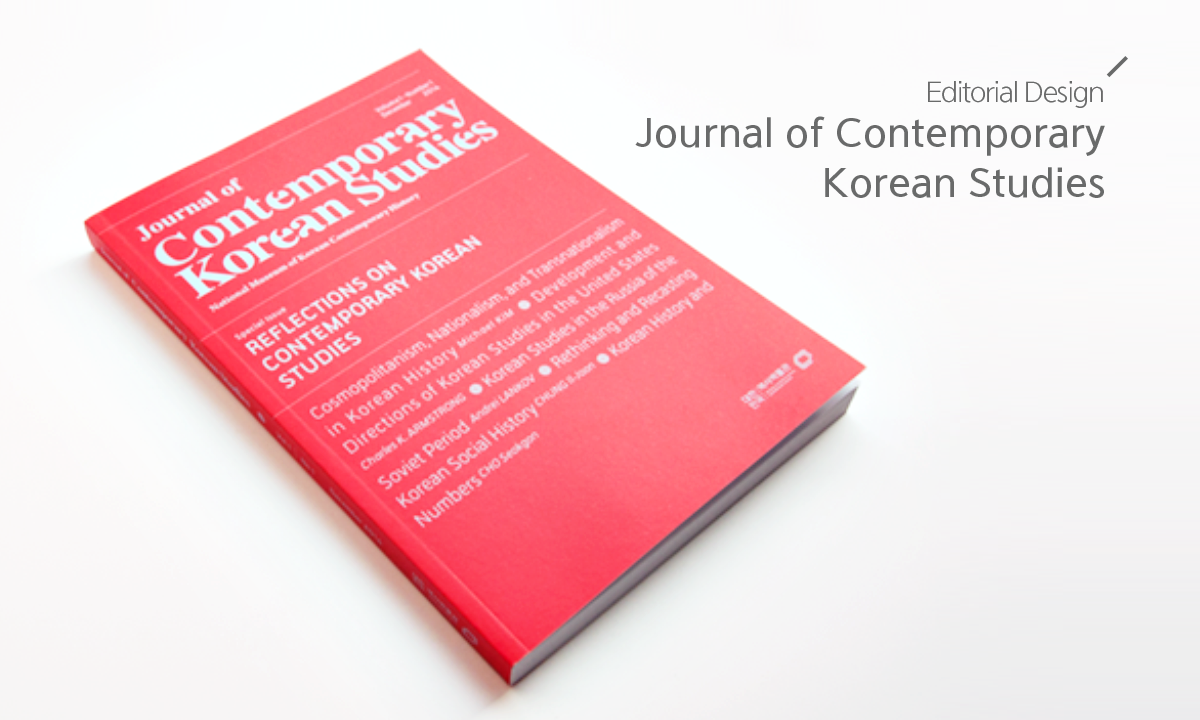 Editorial Design
Journal of Contemporary
Korean Studies
December 2014
Journal of
Contemporary
Korean Studies
National Museum of Korean Contemporary History
Special Issue
REFLECTIONS ON
CONTEMPORARY KOREAN
STUDIES
Cosmopolitanism, Nationalism, and Transnationalism
in Korean History Michael KIM ● Development and
Directions of Korean Studies in the United States
Charles K. ARMSTRONG ● Korean Studies in the Russia of the
Soviet Period Andrei LANKOV ● Rethinking and Recasting
Korean Social History CHUNG Il-Joon ● Korean History and
Numbers CHO Seokgon